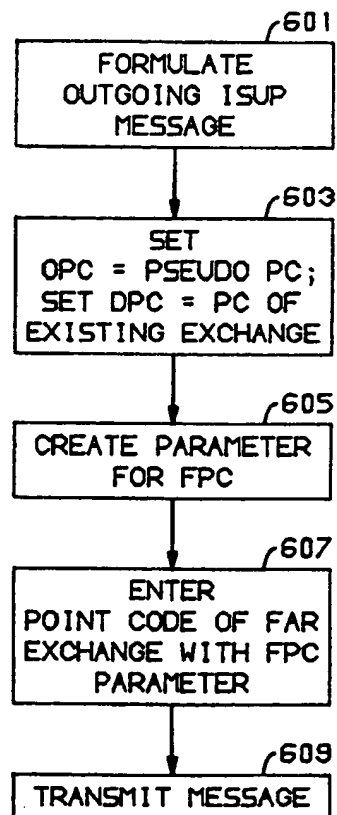 601
FORMULATE
OUTGOING ISUP
MESSAGE
603
SET
OPC = PSEUDO PC;
SET DPC = PC OF
EXISTING EXCHANGE
605
CREATE PARAMETER
FOR FPC
607
ENTER
POINT CODE OF FAR
EXCHANGE WITH FPC
PARAMETER
609
TRANSMIT MESSAGE